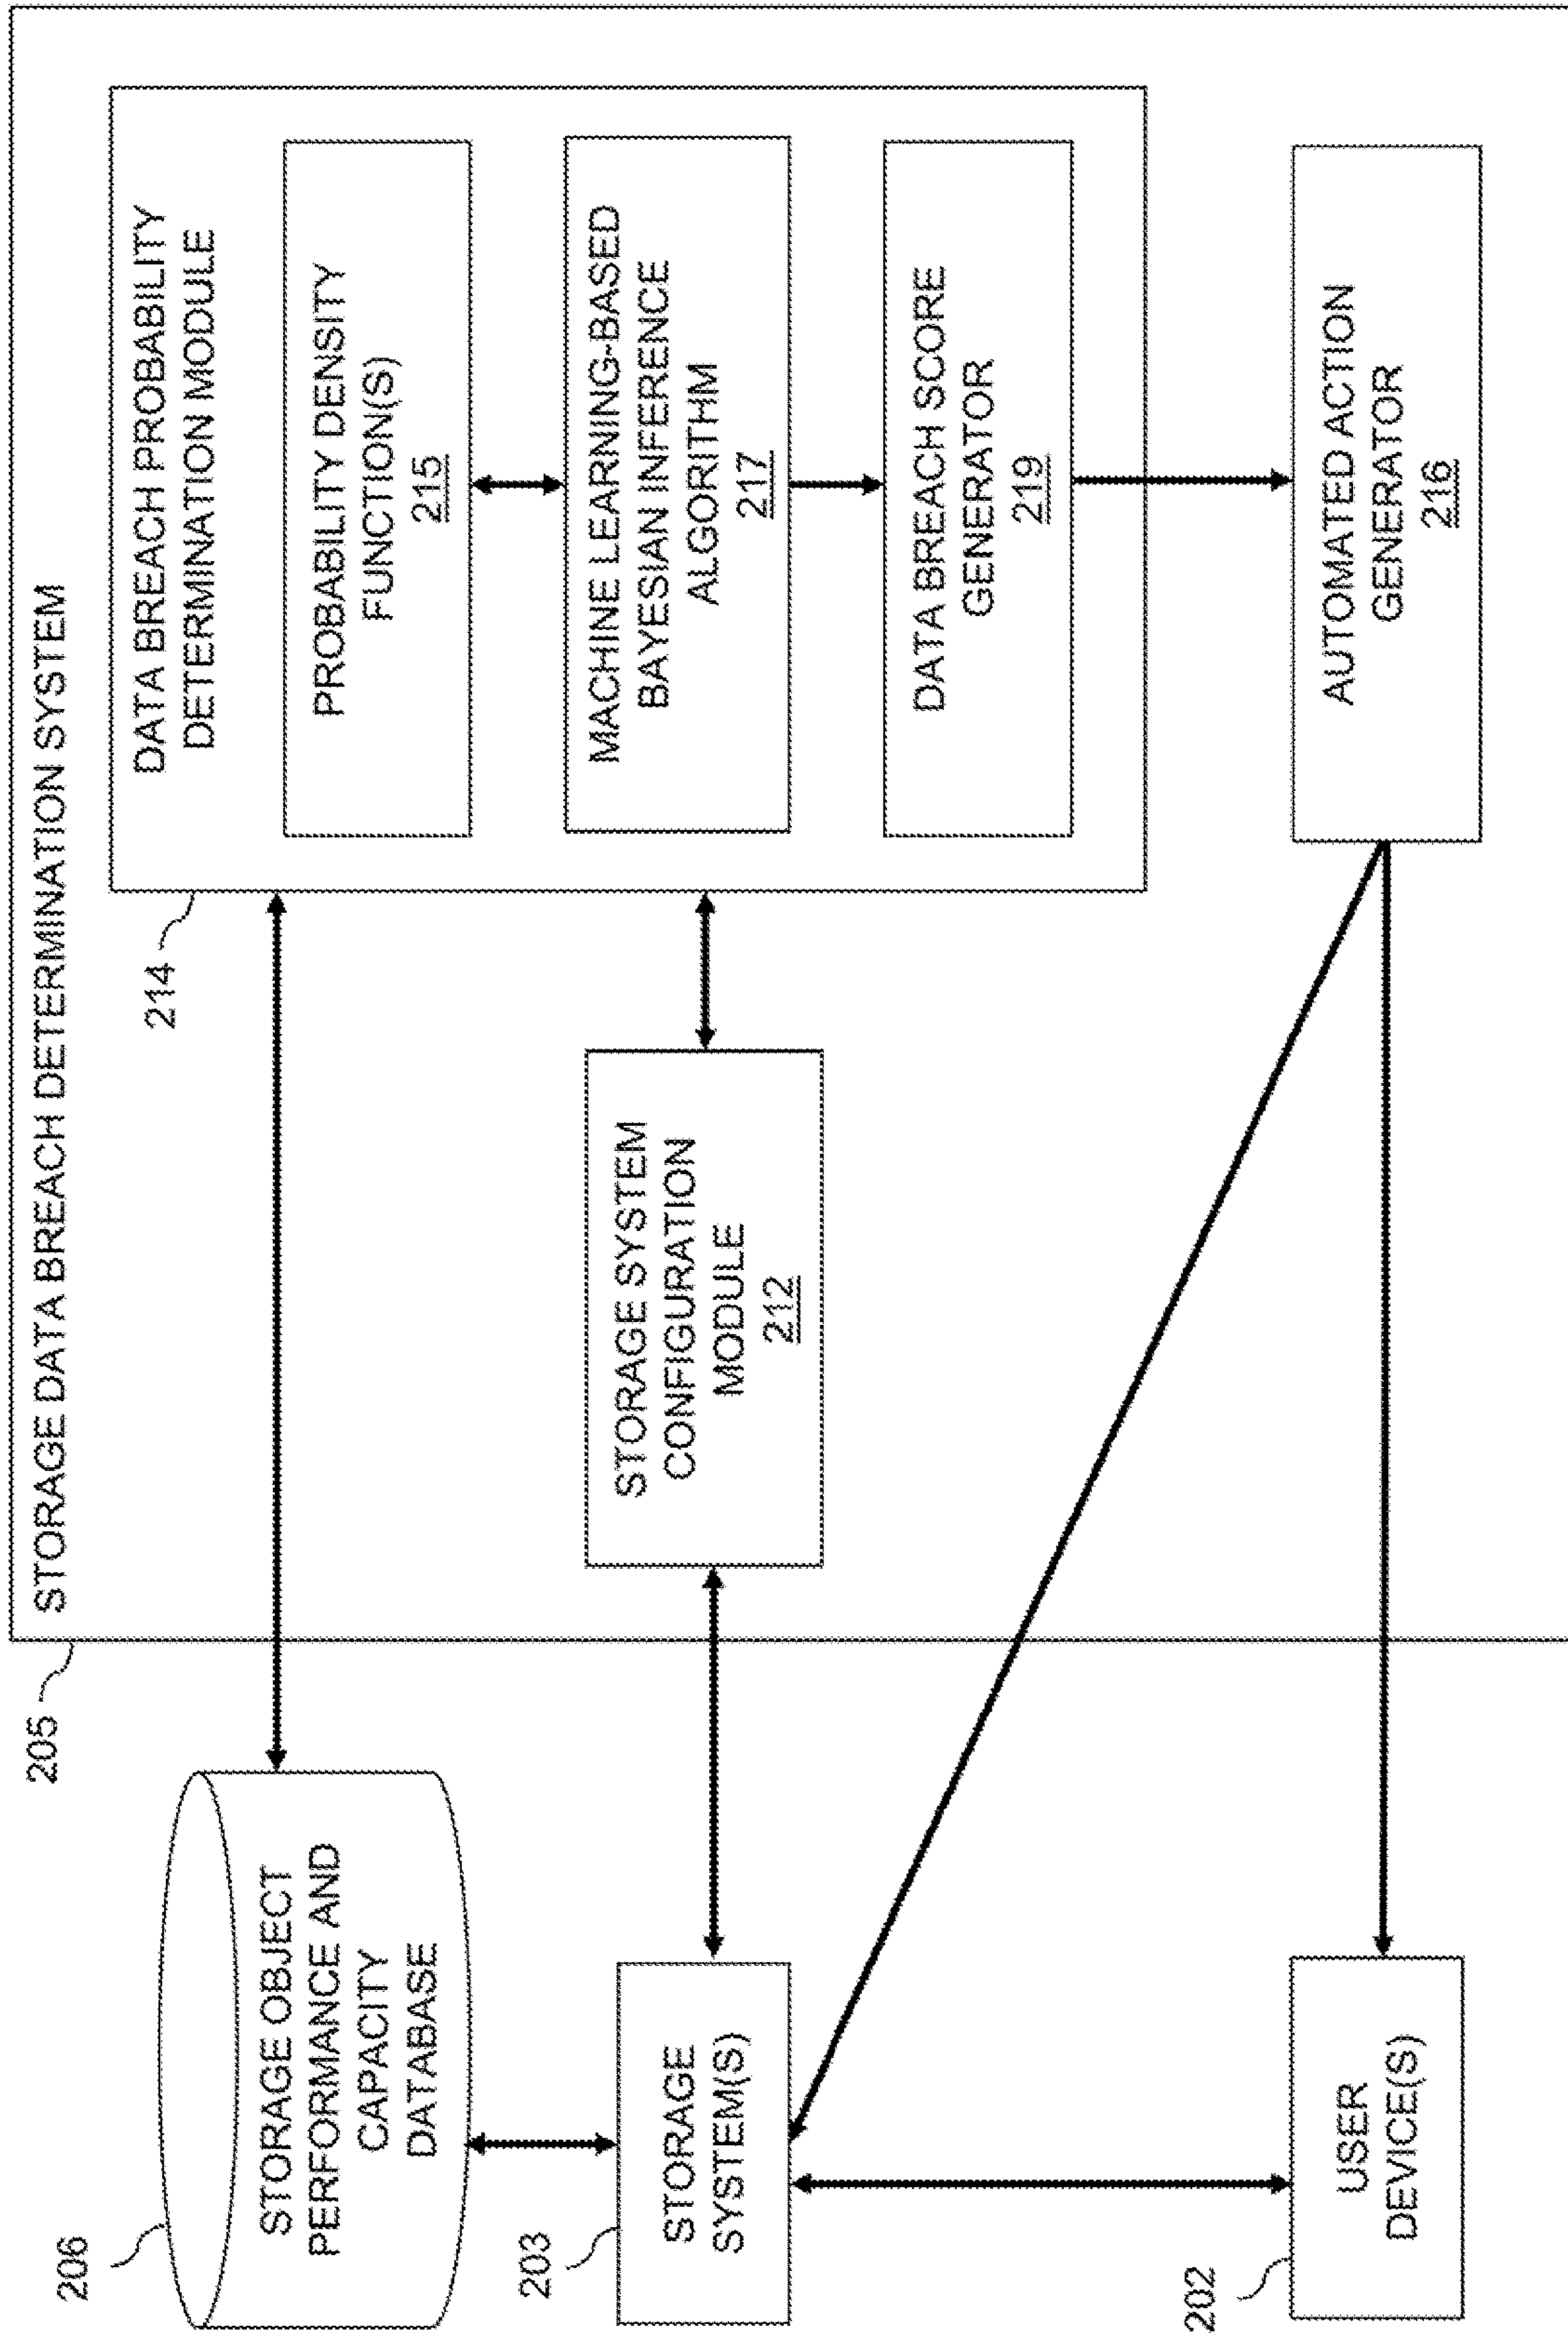 STORAGE DATA BREACH DETERMINATION SYSTEM
205
206
STORAGE OBJECT
PERFORMANCE AND
CAPACITY
DATABASE
203
STORAGE
SYSTEM(S)
202
USER
DEVICE(S)
STORAGE SYSTEM
CONFIGURATION
MODULE
212
214
DATA BREACH PROBABILITY
DETERMINATION MODULE
PROBABILITY DENSITY
FUNCTION(S)
215
MACHINE LEARNING-BASED
BAYESIAN INFERENCE
ALGORITHM
217
DATA BREACH SCORE
GENERATOR
219
AUTOMATED ACTION
GENERATOR
216